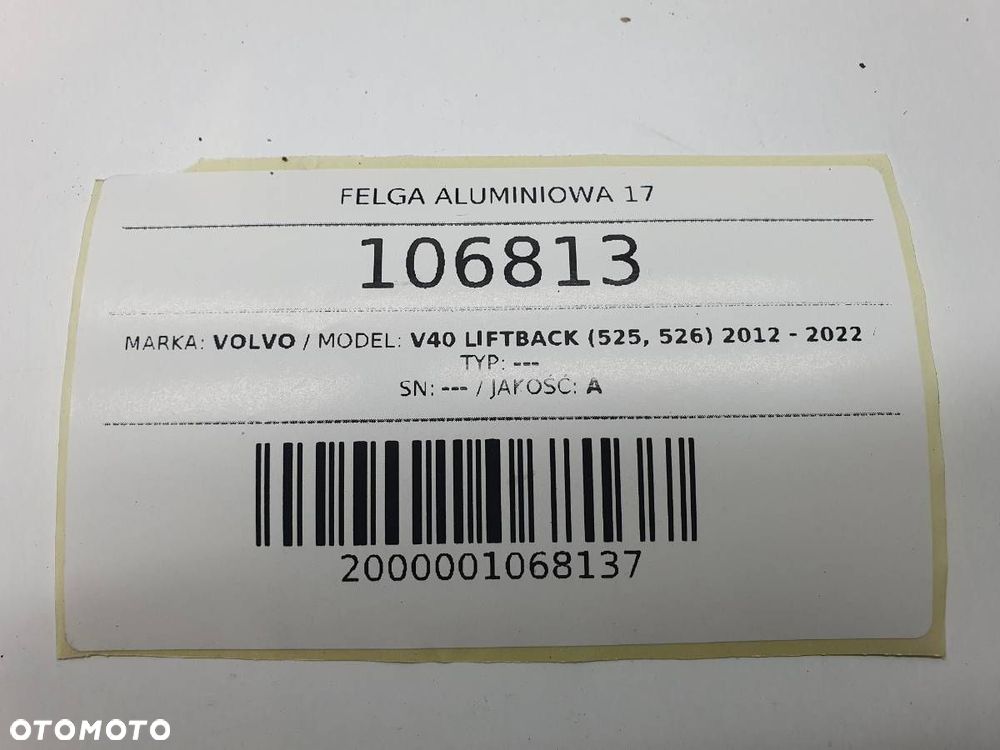 FELGA ALUMINIOWA 17
106813
MARKA: VOLVO / MODEL: V40 LIFTBACK (525, 526) 2012 - 2022 /
TYP: ---
SN: --- / JAKOŚĆ: A
2000001068137
OTOMOTO